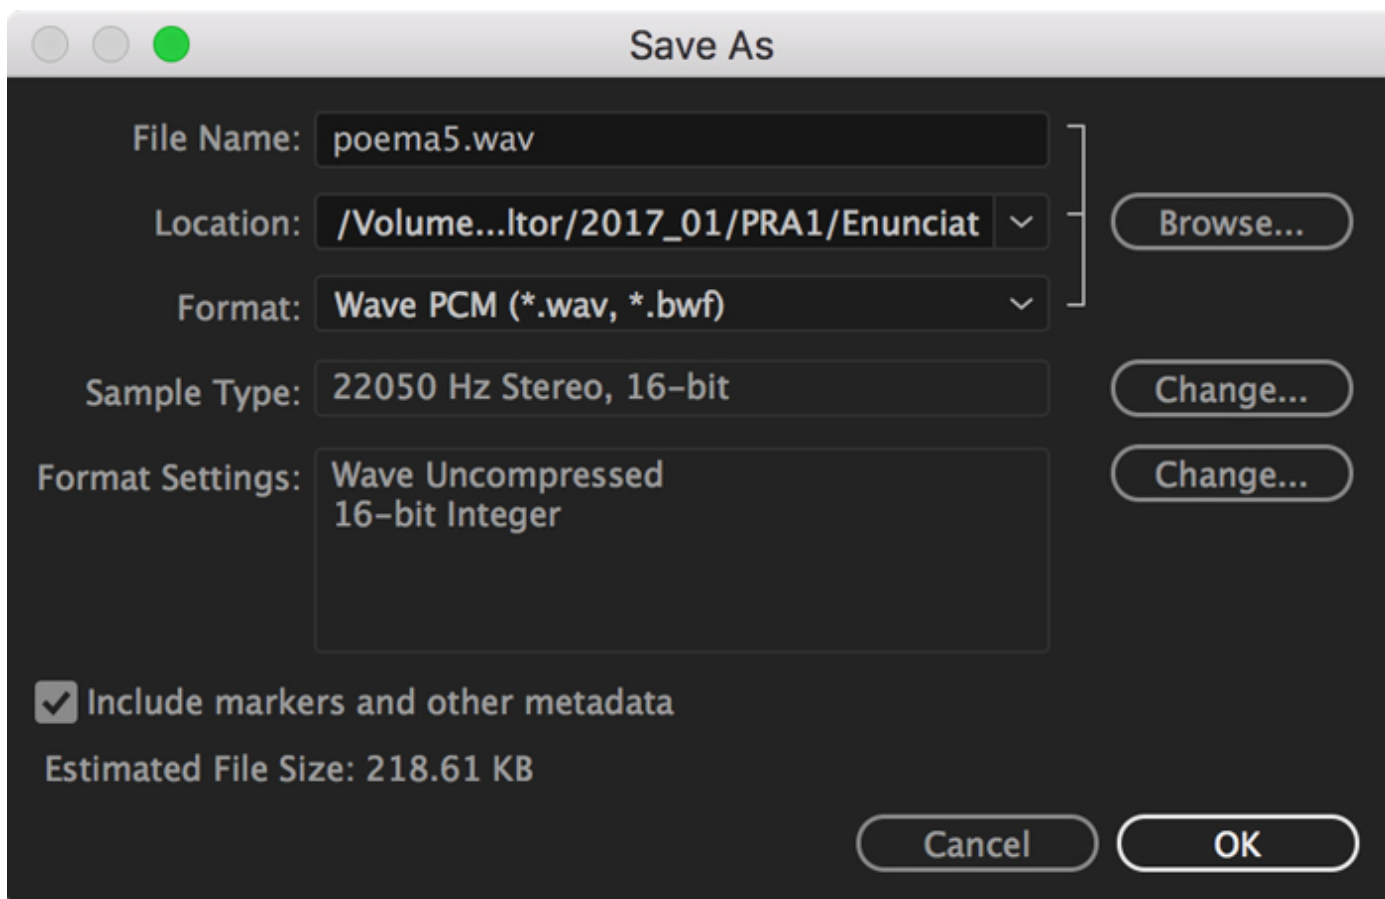 Save As
File Name: poema5.wav
Location: /Volume...ltor/2017_01/PRA1/Enunciat
Browse...
Format: Wave PCM (*.wav, *.bwf)
Sample Type: 22050 Hz Stereo, 16-bit
Change...
Format Settings: Wave Uncompressed
16-bit Integer
Change...
Include markers and other metadata
Estimated File Size: 218.61 KB
Cancel
OK